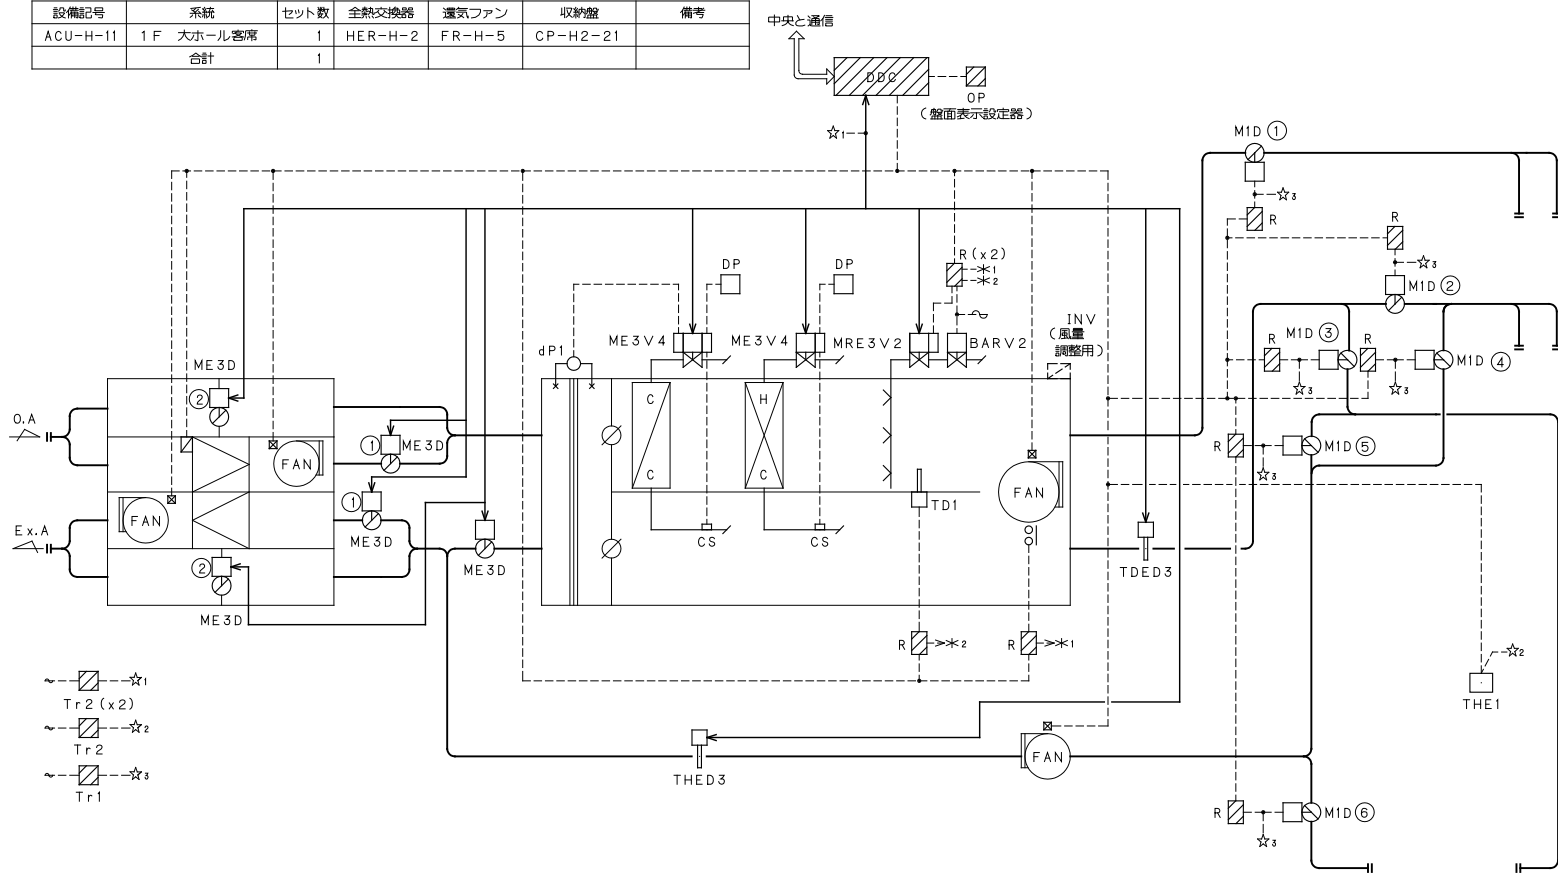 設備記号 系統 セット数 全熱交換器 還気ファン 収納盤 備考
ACU-H-11 1F 大ホール客席 1 HER-H-2 FR-H-5 CP-H2-21
合計 1
中央と通信
DDC
OP
(盤面表示設定器)
☆1
M1D ①
☆3
R
R
☆3
M1D ②
DP
DP
R(x2)
*1
*2
INV
(風量
調整用)
ME3V4
ME3V4
MRE3V2
BARV2
dP1
M1D ③
R
R
M1D ④
☆3
☆3
ME3D
②
O.A
① ME3D
FAN
C
H
R
M1D ⑤
☆3
C
C
①
ME3D
FAN
Ex.A
TD1
FAN
CS
CS
ME3D
②
ME3D
TDED3
R
*2
R
*1
☆1
Tr2(x2)
☆2
Tr2
☆3
Tr1
☆2
THE1
THED3
FAN
R
M1D ⑥
☆3